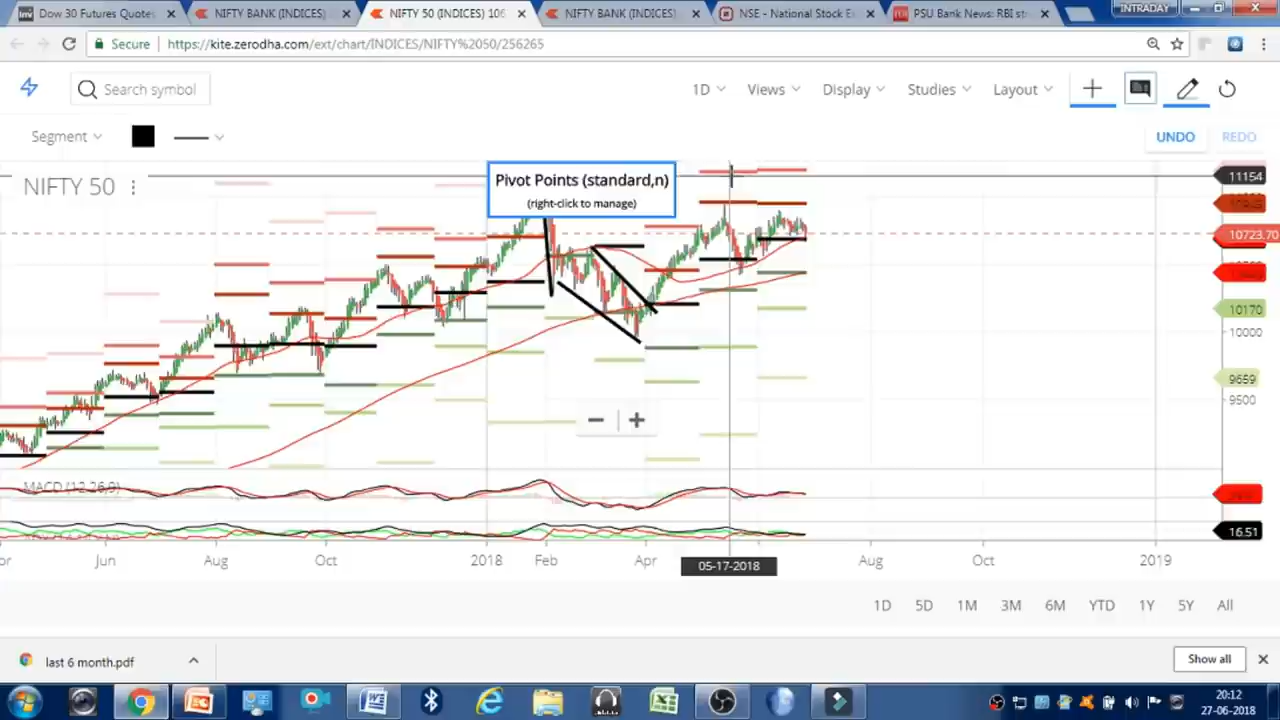 Dow 30 Futures Quotes
NIFTY BANK (INDICES)
NIFTY 50 (INDICES) 106
NIFTY BANK (INDICES)
NSE - National Stock E
PSU Bank News: RBI st
INTRADAY
Secure
https://kite.zerodha.com/ext/chart/INDICES/NIFTY%2050/256265
Search symbol
1D
Views
Display
Studies
Layout
Segment
UNDO
REDO
NIFTY 50
Pivot Points (standard,n)
(right-click to manage)
11154
10723.70
10170
10000
9659
9500
MACD (12,26,9)
16.51
Jun
Aug
Oct
2018
Feb
Apr
05-17-2018
Aug
Oct
2019
1D
5D
1M
3M
6M
YTD
1Y
5Y
All
last 6 month.pdf
Show all
20:12
27-06-2018